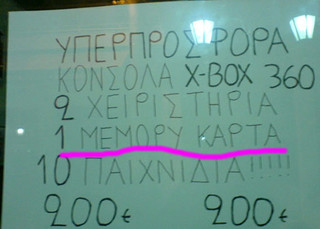 ΥΠΕΡΠΡΟΣΦΟΡΑ
ΚΟΝΣΟΛΑ X-BOX 360
2 ΧΕΙΡΙΣΤΗΡΙΑ
1 MEMORY ΚΑΡΤΑ
10 ΠΑΙΧΝΙΔΙΑ!!!!!
200€ 200€